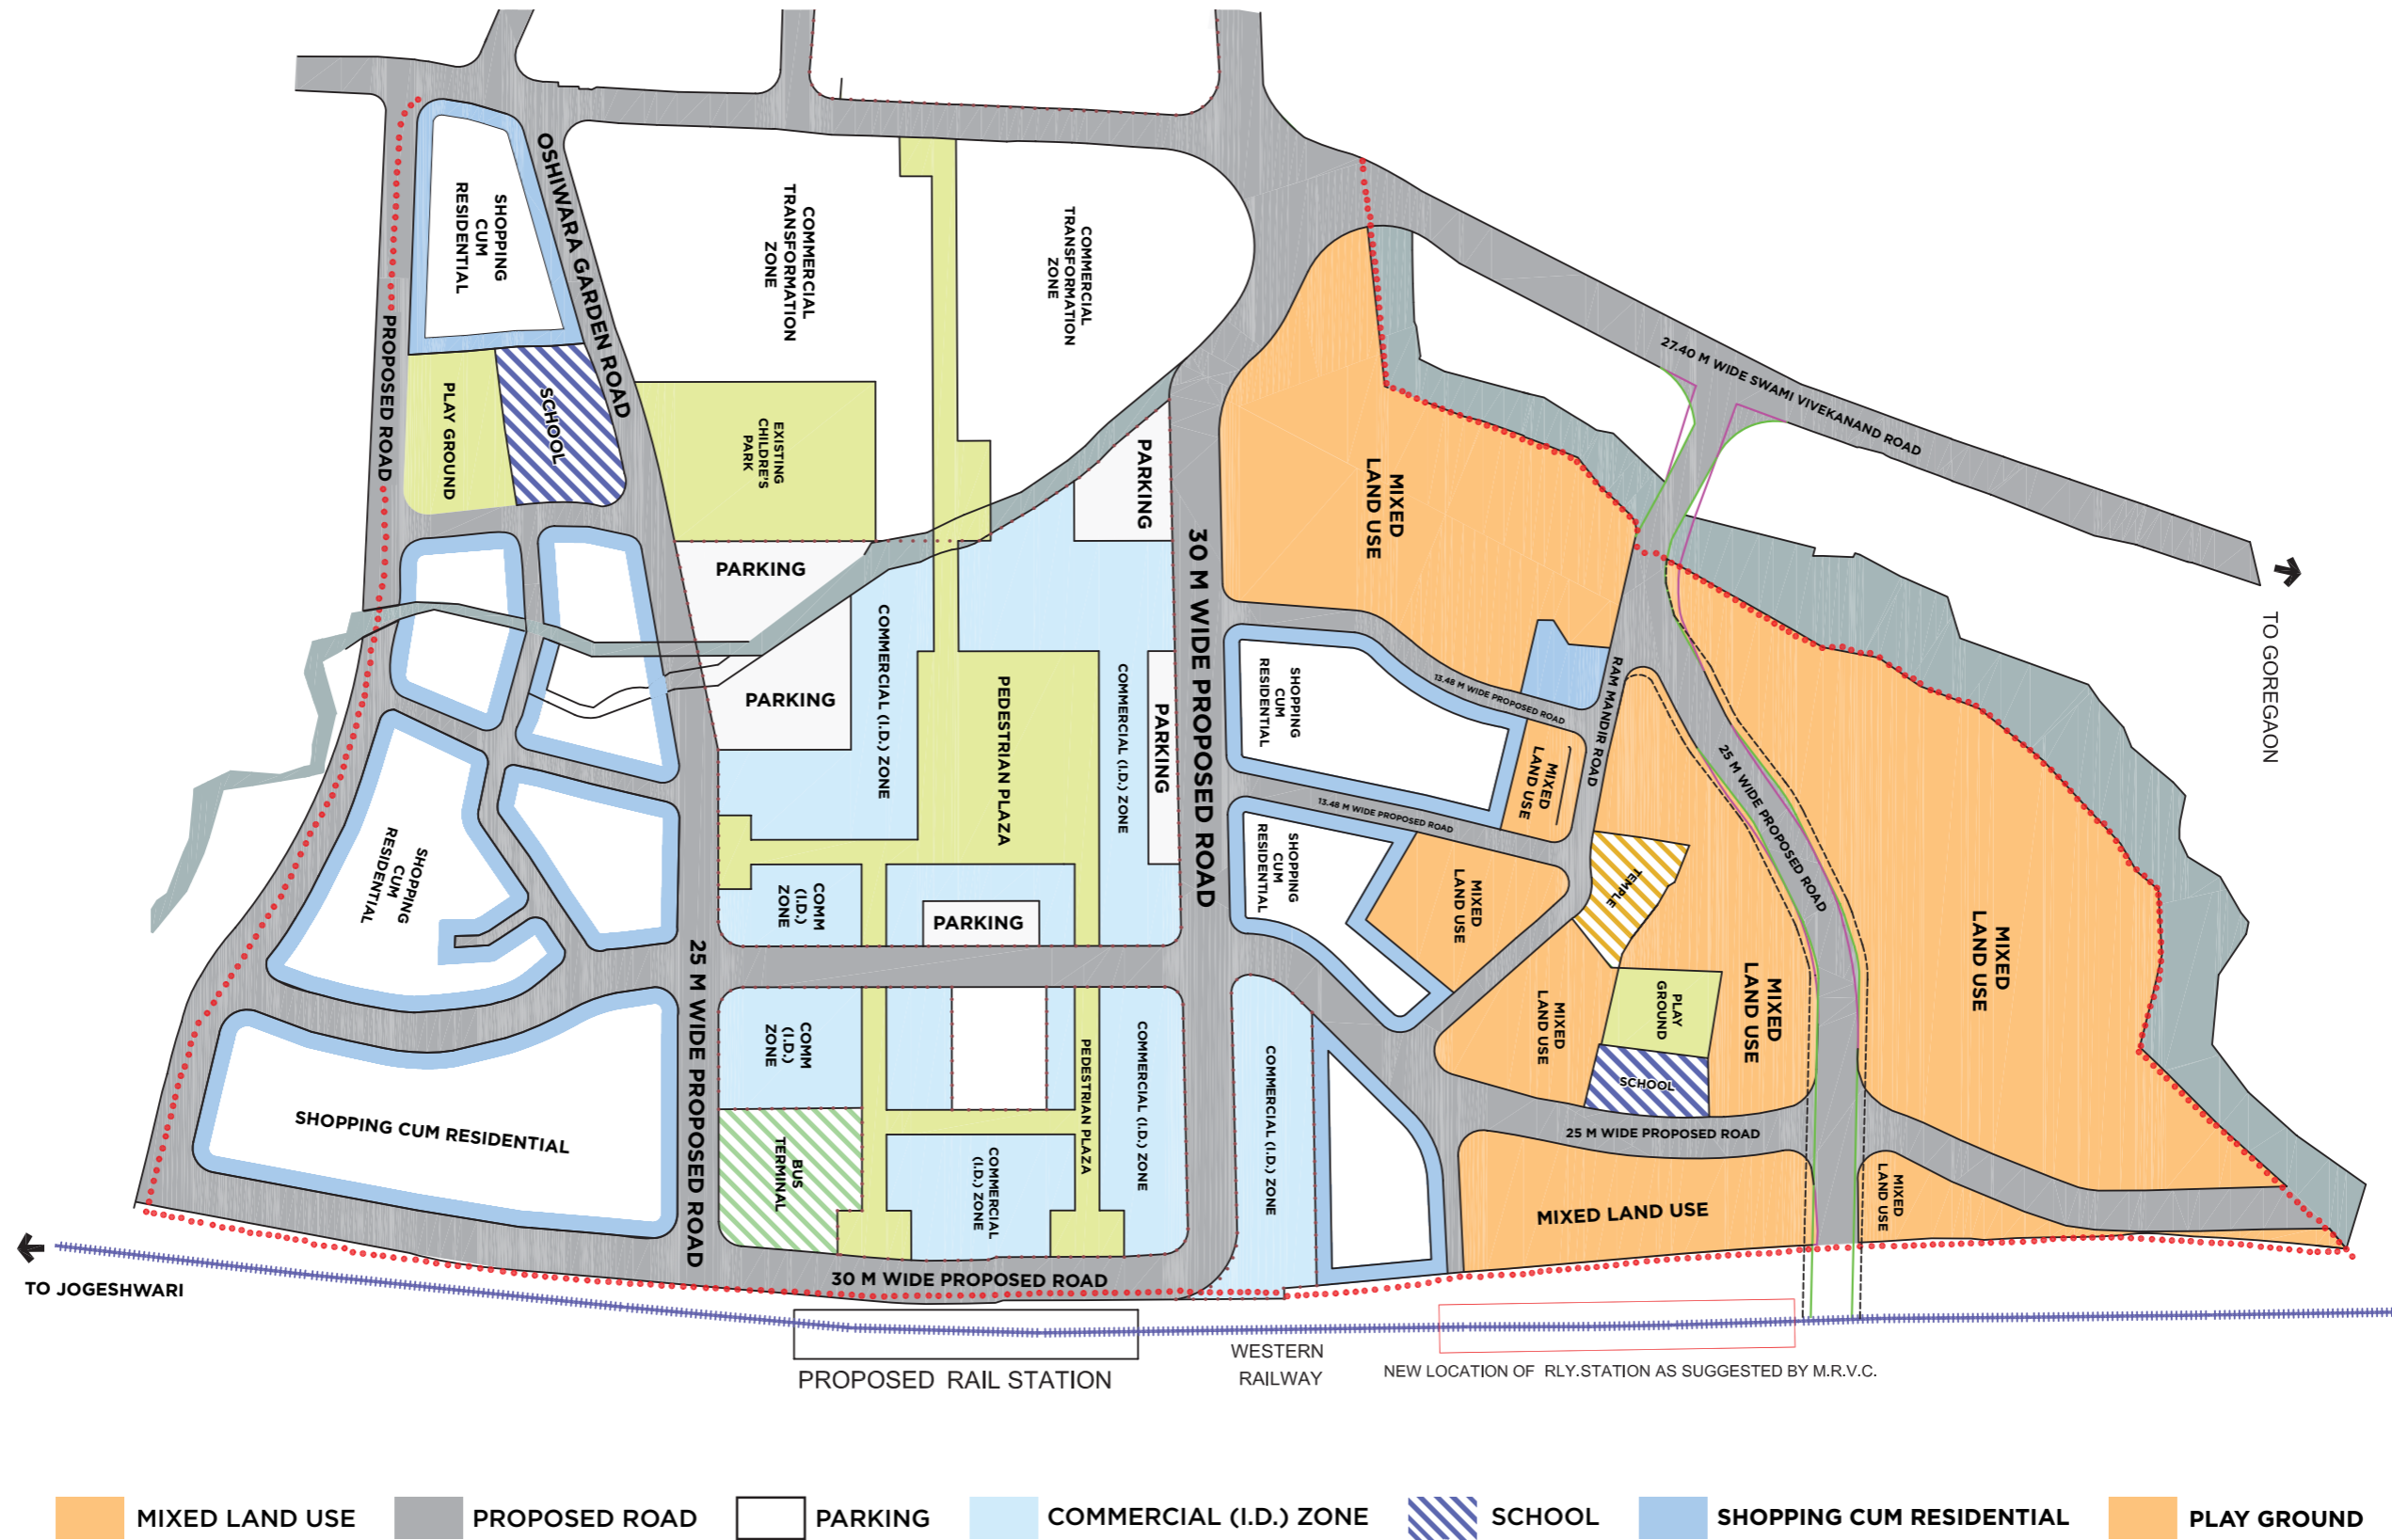 OSHIWARA GARDEN ROAD
SHOPPING
CUM
RESIDENTIAL
PROPOSED ROAD
PLAY GROUND
SCHOOL
COMMERCIAL
TRANSFORMATION
ZONE
COMMERCIAL
TRANSFORMATION
ZONE
EXISTING
CHILDRE'S
PARK
PARKING
PARKING
PARKING
PARKING
COMMERCIAL (I.D.) ZONE
PEDESTRIAN PLAZA
COMMERCIAL (I.D.) ZONE
30 M WIDE PROPOSED ROAD
MIXED
LAND USE
27.40 M WIDE SWAMI VIVEKANAND ROAD
TO GOREGAON
SHOPPING
CUM
RESIDENTIAL
13.48 M WIDE PROPOSED ROAD
RAM MANDIR ROAD
MIXED
LAND USE
13.48 M WIDE PROPOSED ROAD
25 M WIDE PROPOSED ROAD
SHOPPING
CUM
RESIDENTIAL
SHOPPING
CUM
RESIDENTIAL
MIXED
LAND USE
TEMPLE
MIXED
LAND USE
MIXED
LAND USE
PLAY
GROUND
MIXED
LAND USE
SCHOOL
COMM
(I.D.)
ZONE
PARKING
25 M WIDE PROPOSED ROAD
COMM
(I.D.)
ZONE
PEDESTRIAN PLAZA
COMMERCIAL (I.D.) ZONE
COMMERCIAL (I.D.) ZONE
BUS
TERMINAL
COMMERCIAL
(I.D.) ZONE
SHOPPING CUM RESIDENTIAL
25 M WIDE PROPOSED ROAD
MIXED LAND USE
MIXED
LAND USE
30 M WIDE PROPOSED ROAD
TO JOGESHWARI
PROPOSED RAIL STATION
WESTERN
RAILWAY
NEW LOCATION OF RLY.STATION AS SUGGESTED BY M.R.V.C.
MIXED LAND USE
PROPOSED ROAD
PARKING
COMMERCIAL (I.D.) ZONE
SCHOOL
SHOPPING CUM RESIDENTIAL
PLAY GROUND